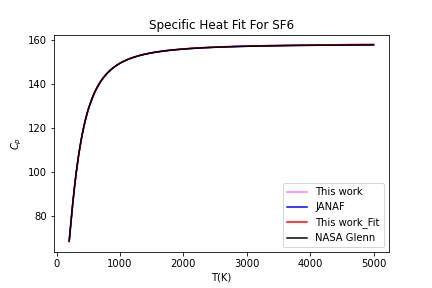 Specific Heat Fit For SF6
160
140
120
100
80
C_p
0
1000
2000
3000
4000
5000
T(K)
This work
JANAF
This work_Fit
NASA Glenn